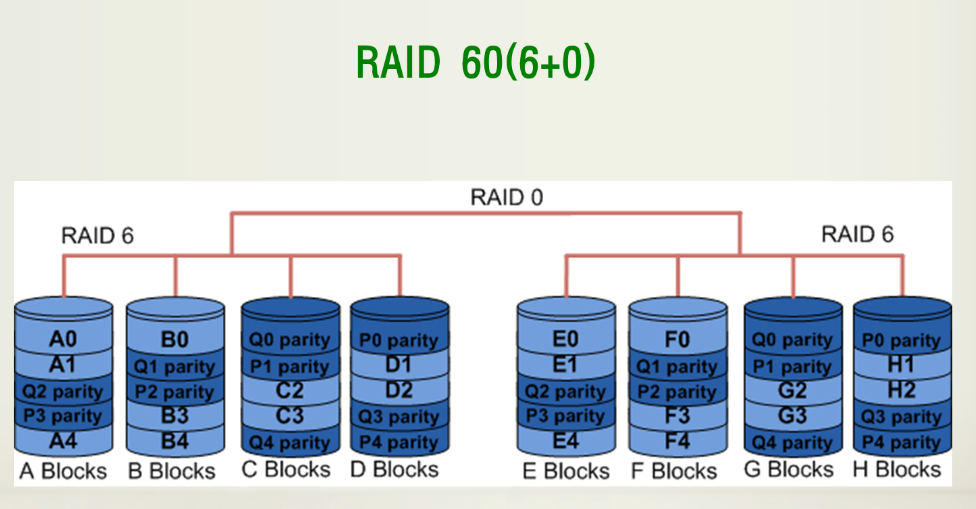 RAID 60(6+0)
RAID 0
RAID 6 RAID 6
A0 B0 Q0 parity P0 parity E0 F0 Q0 parity P0 parity
A1 Q1 parity P1 parity D1 E1 Q1 parity P1 parity H1
Q2 parity P2 parity C2 D2 Q2 parity P2 parity G2 H2
P3 parity B3 C3 Q3 parity P3 parity F3 G3 Q3 parity
A4 B4 Q4 parity P4 parity E4 F4 Q4 parity P4 parity
A Blocks B Blocks C Blocks D Blocks E Blocks F Blocks G Blocks H Blocks